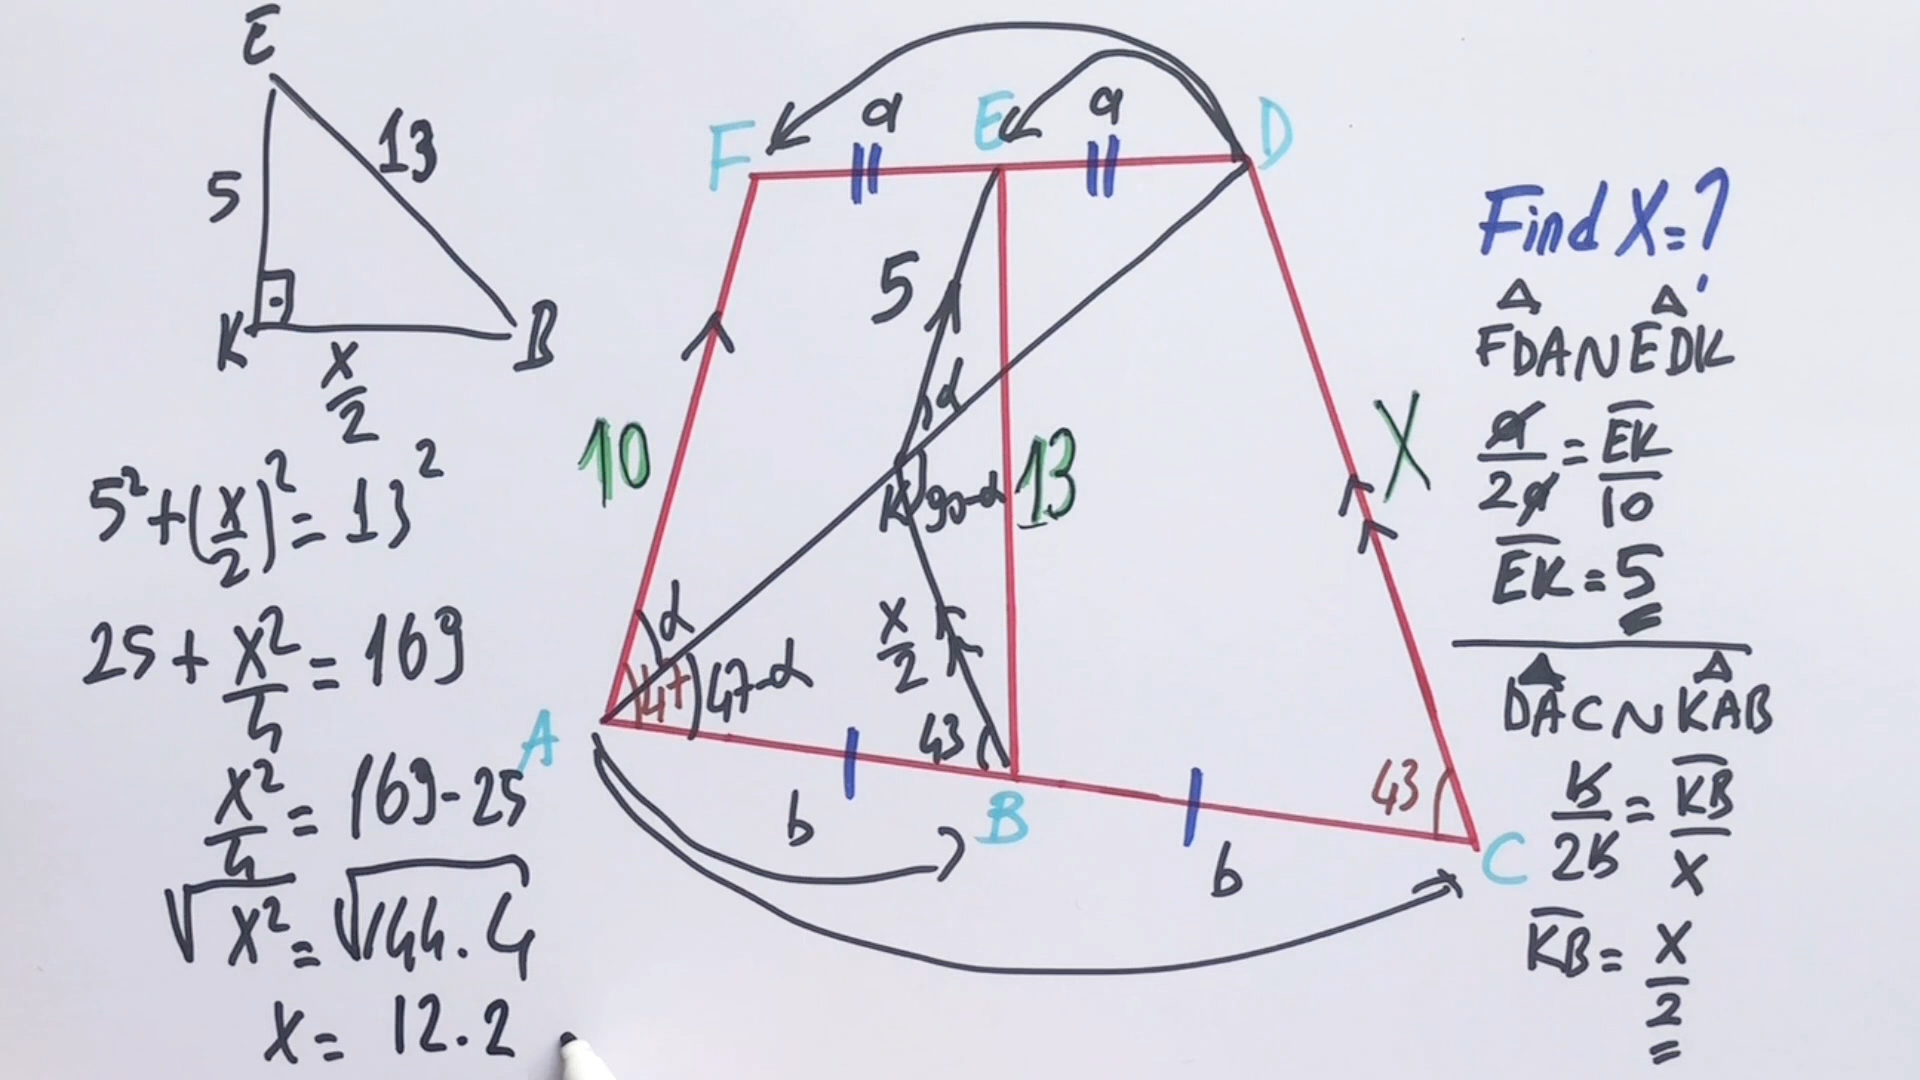 E
5
13
K
B
x/2
5²+(x/2)²=13²
25+x²/4=169
x²/4=169-25
√x²=√144.4
x=12.2
F
a
E
a
D
5
α
10
K
90-α
13
X
α
47
47-α
x/2
43
A
b
B
b
43
C
Find X=?
FDA~EDK
a/2a=EK/10
EK=5
DAC~KAB
b/2b=KB/x
KB=x/2